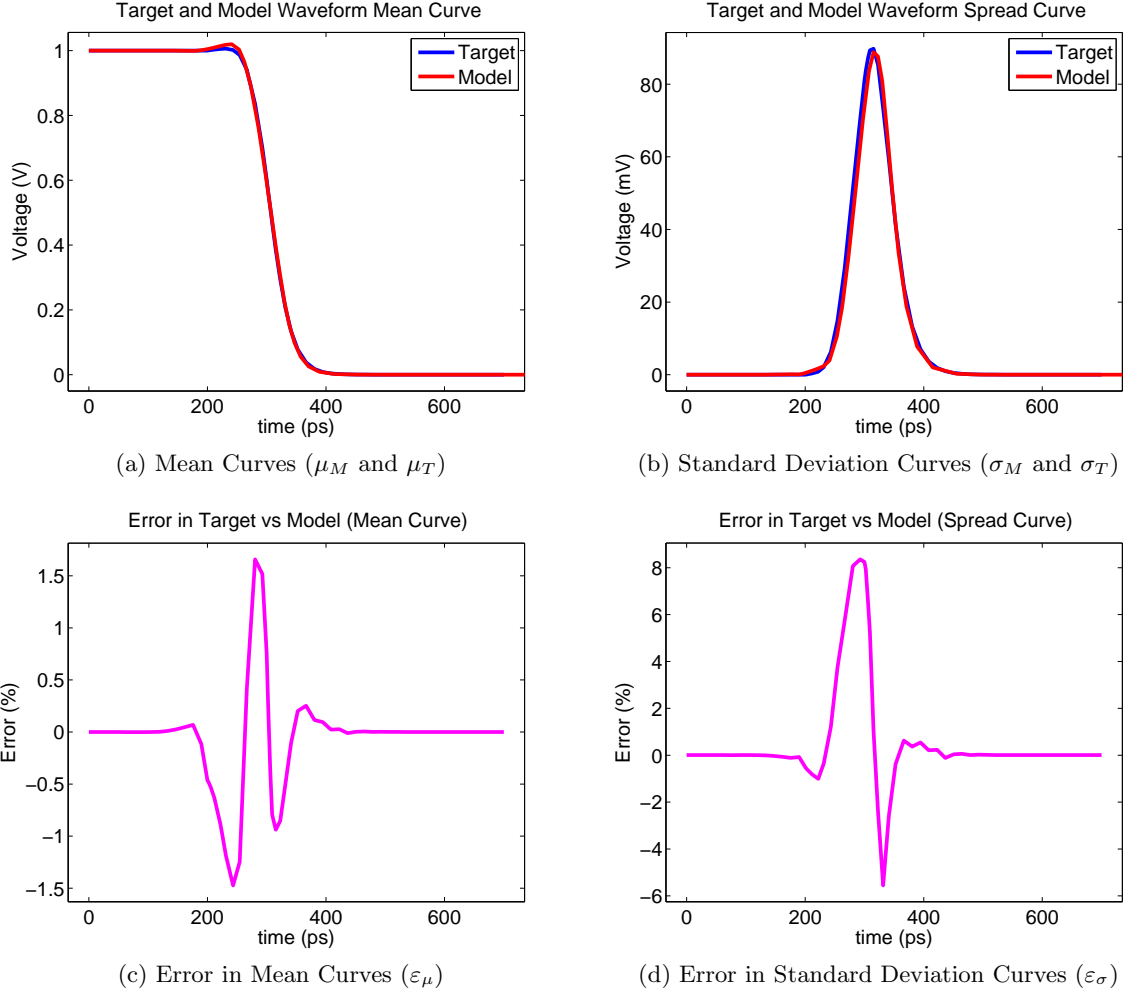 Target and Model Waveform Mean Curve
Voltage (V)
1
0.8
0.6
0.4
0.2
0
0 200 400 600
time (ps)
Target
Model
(a) Mean Curves (μ_M and μ_T)
Target and Model Waveform Spread Curve
Voltage (mV)
80
60
40
20
0
0 200 400 600
time (ps)
Target
Model
(b) Standard Deviation Curves (σ_M and σ_T)
Error in Target vs Model (Mean Curve)
Error (%)
1.5
1
0.5
0
−0.5
−1
−1.5
0 200 400 600
time (ps)
(c) Error in Mean Curves (ε_μ)
Error in Target vs Model (Spread Curve)
Error (%)
8
6
4
2
0
−2
−4
−6
0 200 400 600
time (ps)
(d) Error in Standard Deviation Curves (ε_σ)